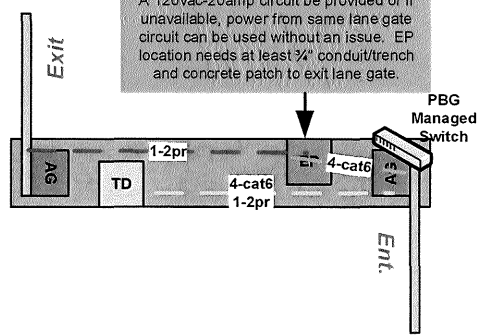 A 120vac-20amp circuit be provided or if
unavailable, power from same lane gate
circuit can be used without an issue. EP
location needs at least ¾" conduit/trench
and concrete patch to exit lane gate.
Exit
PBG
Managed
Switch
1-2pr
4-cat6
AG
TD
4-cat6
1-2pr
Ent.